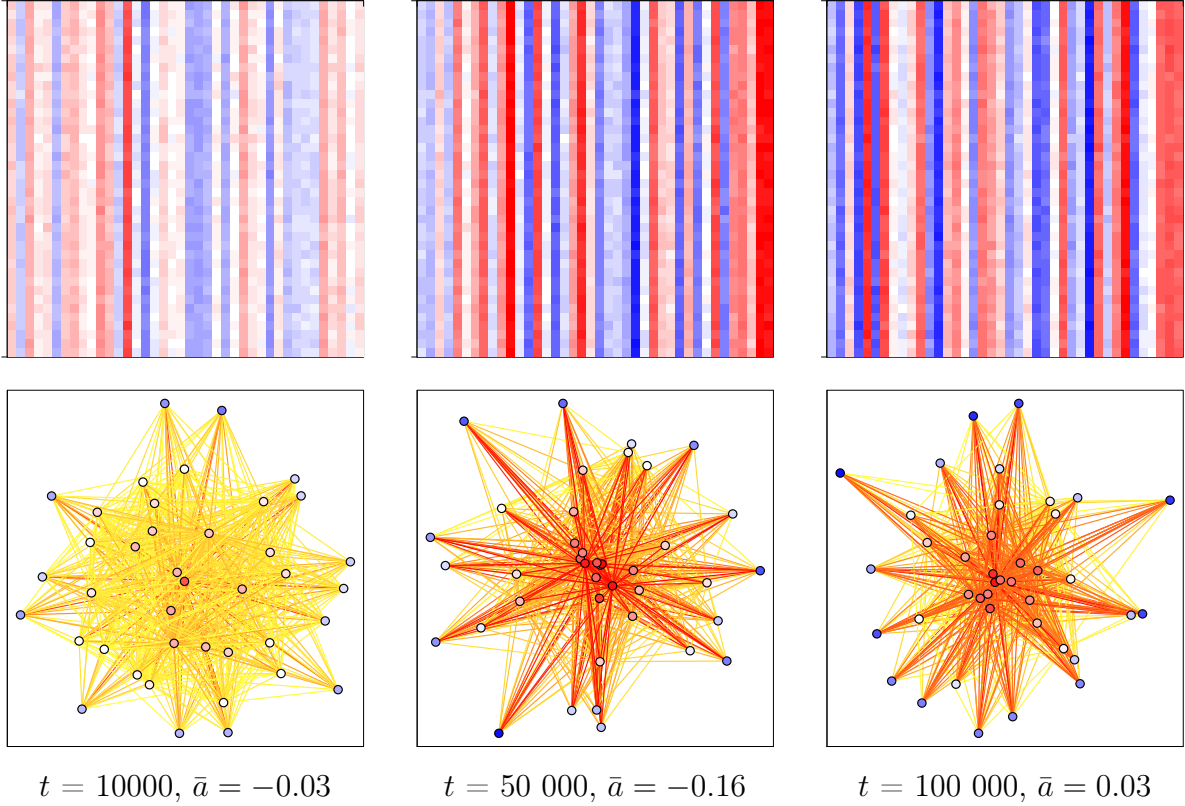 t = 10000, ā = −0.03
t = 50 000, ā = −0.16
t = 100 000, ā = 0.03